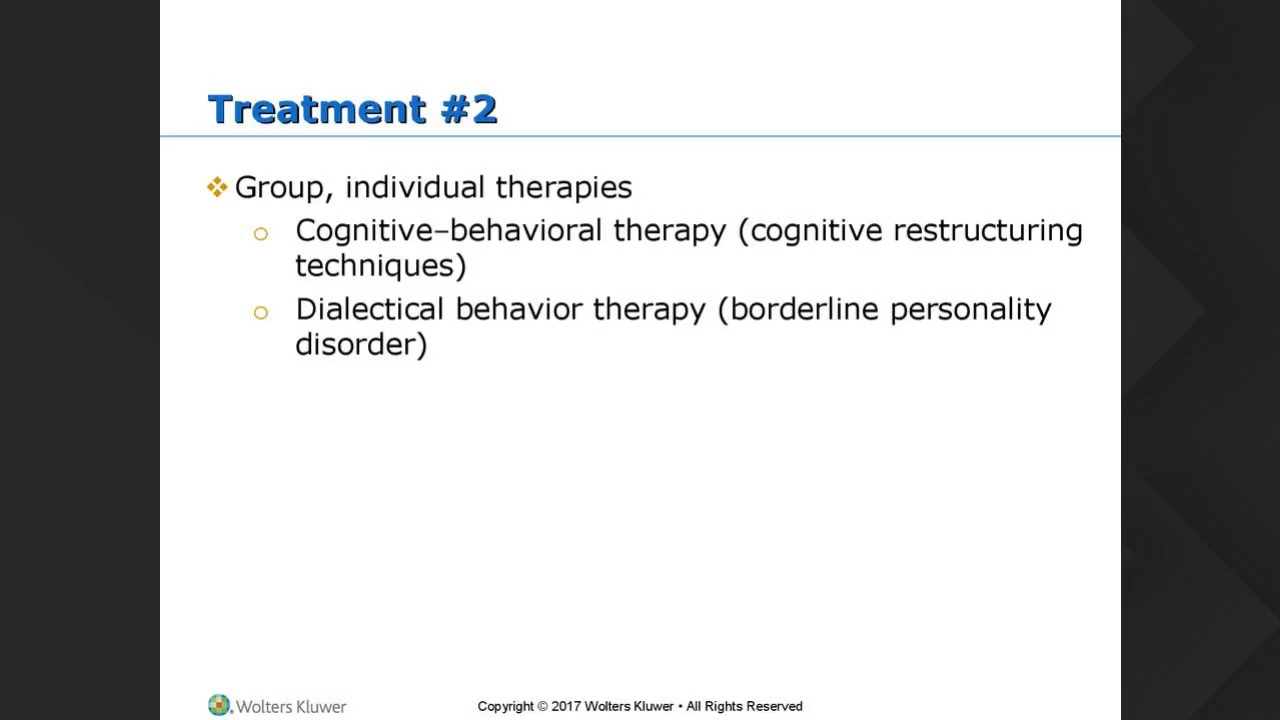 Treatment #2
Group, individual therapies
Cognitive–behavioral therapy (cognitive restructuring
techniques)
Dialectical behavior therapy (borderline personality
disorder)
Wolters Kluwer
Copyright © 2017 Wolters Kluwer • All Rights Reserved